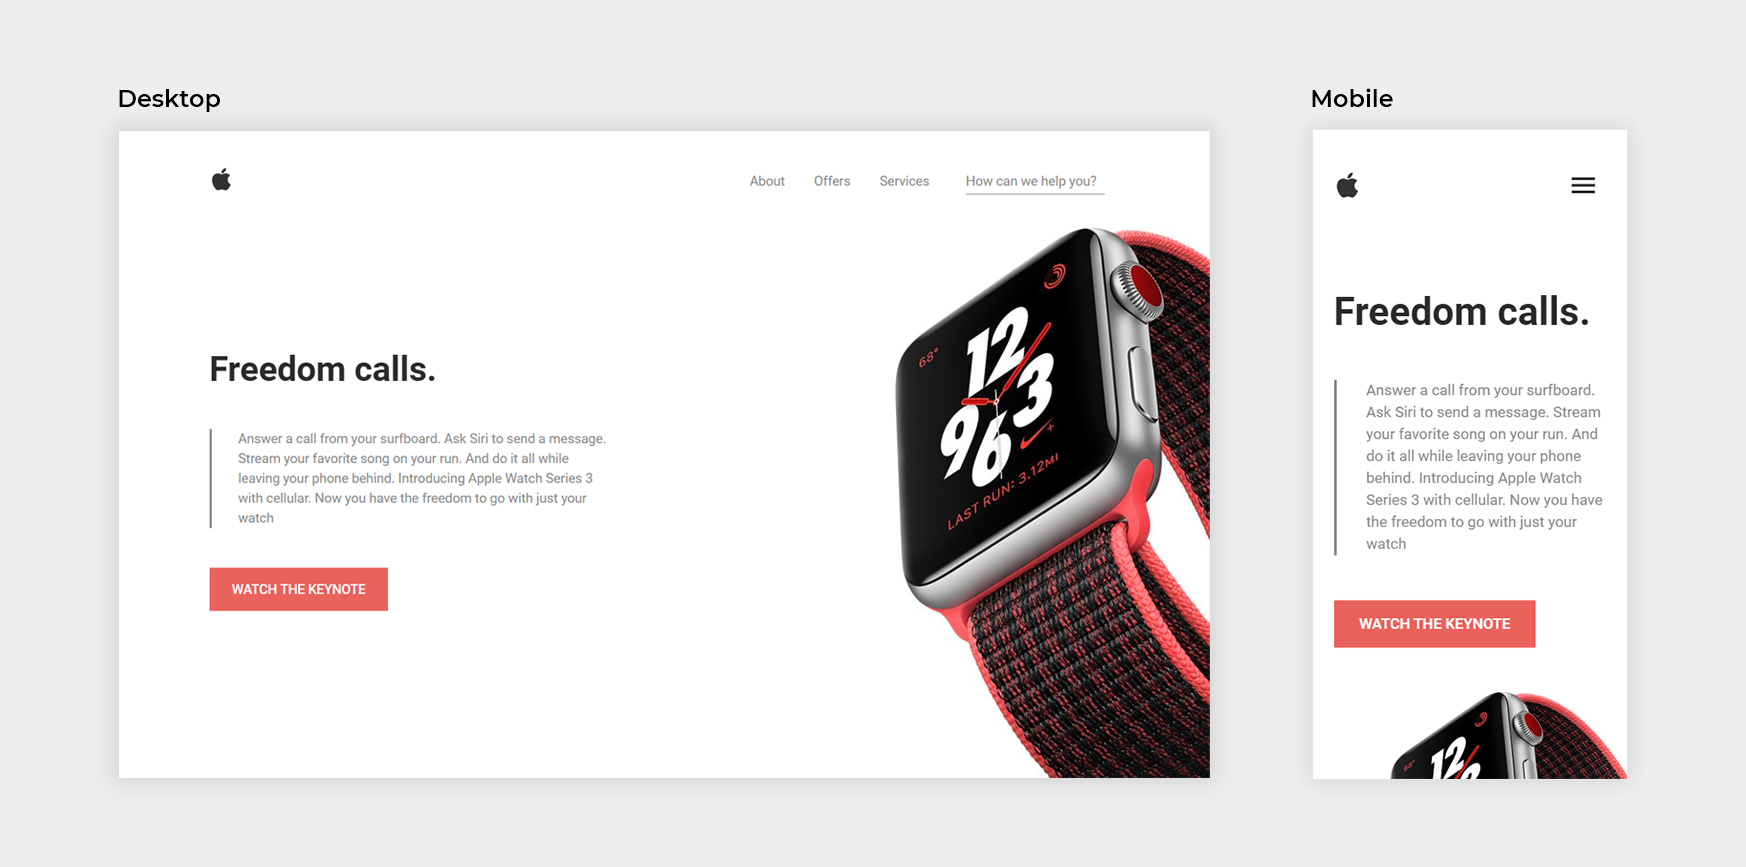 Desktop
About Offers Services How can we help you?
Freedom calls.
Answer a call from your surfboard. Ask Siri to send a message.
Stream your favorite song on your run. And do it all while
leaving your phone behind. Introducing Apple Watch Series 3
with cellular. Now you have the freedom to go with just your
watch
WATCH THE KEYNOTE
68°
12
3
6
9
LAST RUN: 3.12MI
Mobile
Freedom calls.
Answer a call from your surfboard.
Ask Siri to send a message. Stream
your favorite song on your run. And
do it all while leaving your phone
behind. Introducing Apple Watch
Series 3 with cellular. Now you have
the freedom to go with just your
watch
WATCH THE KEYNOTE
68°
12